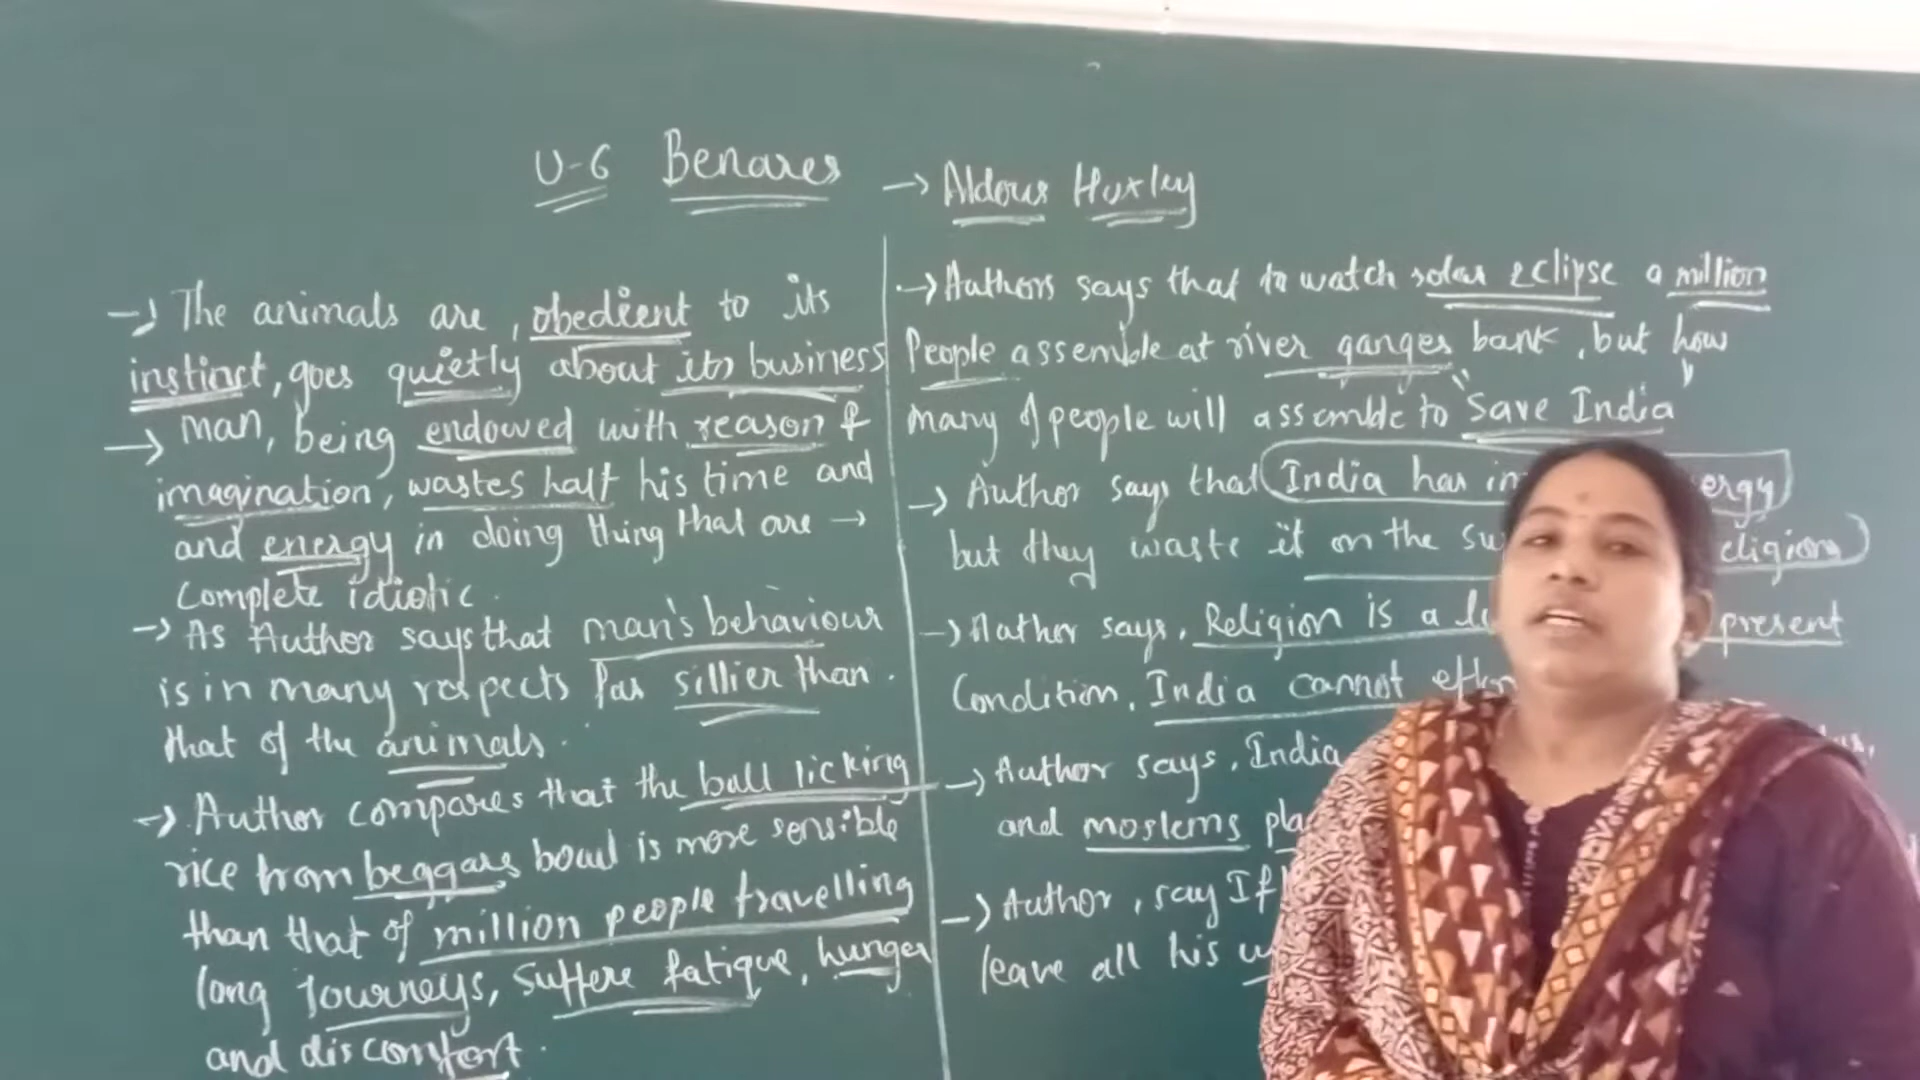 U-6 Benares → Aldous Huxley
→ The animals are, obedient to its
instinct, goes quietly about its business
→ man, being endowed with reason &
imagination, wastes half his time and
and energy in doing thing that are →
complete idiotic.
→ As Author says that man's behaviour
is in many respects far sillier than.
that of the animals.
→ Author compares that the ball licking
rice from beggars bowl is more sensible
than that of million people travelling
long Journeys, suffere fatique, hunger
and discomfort.
→ Authors says that to watch solar eclipse a million
People assemble at river ganges bank, but how
many of people will assemble to "Save India"
→ Author says that India has
but they waste it on the
→ Author says, Religion is a present
Condition, India cannot
→ Author says, India
and moslems
→ Author, say If
leave all his